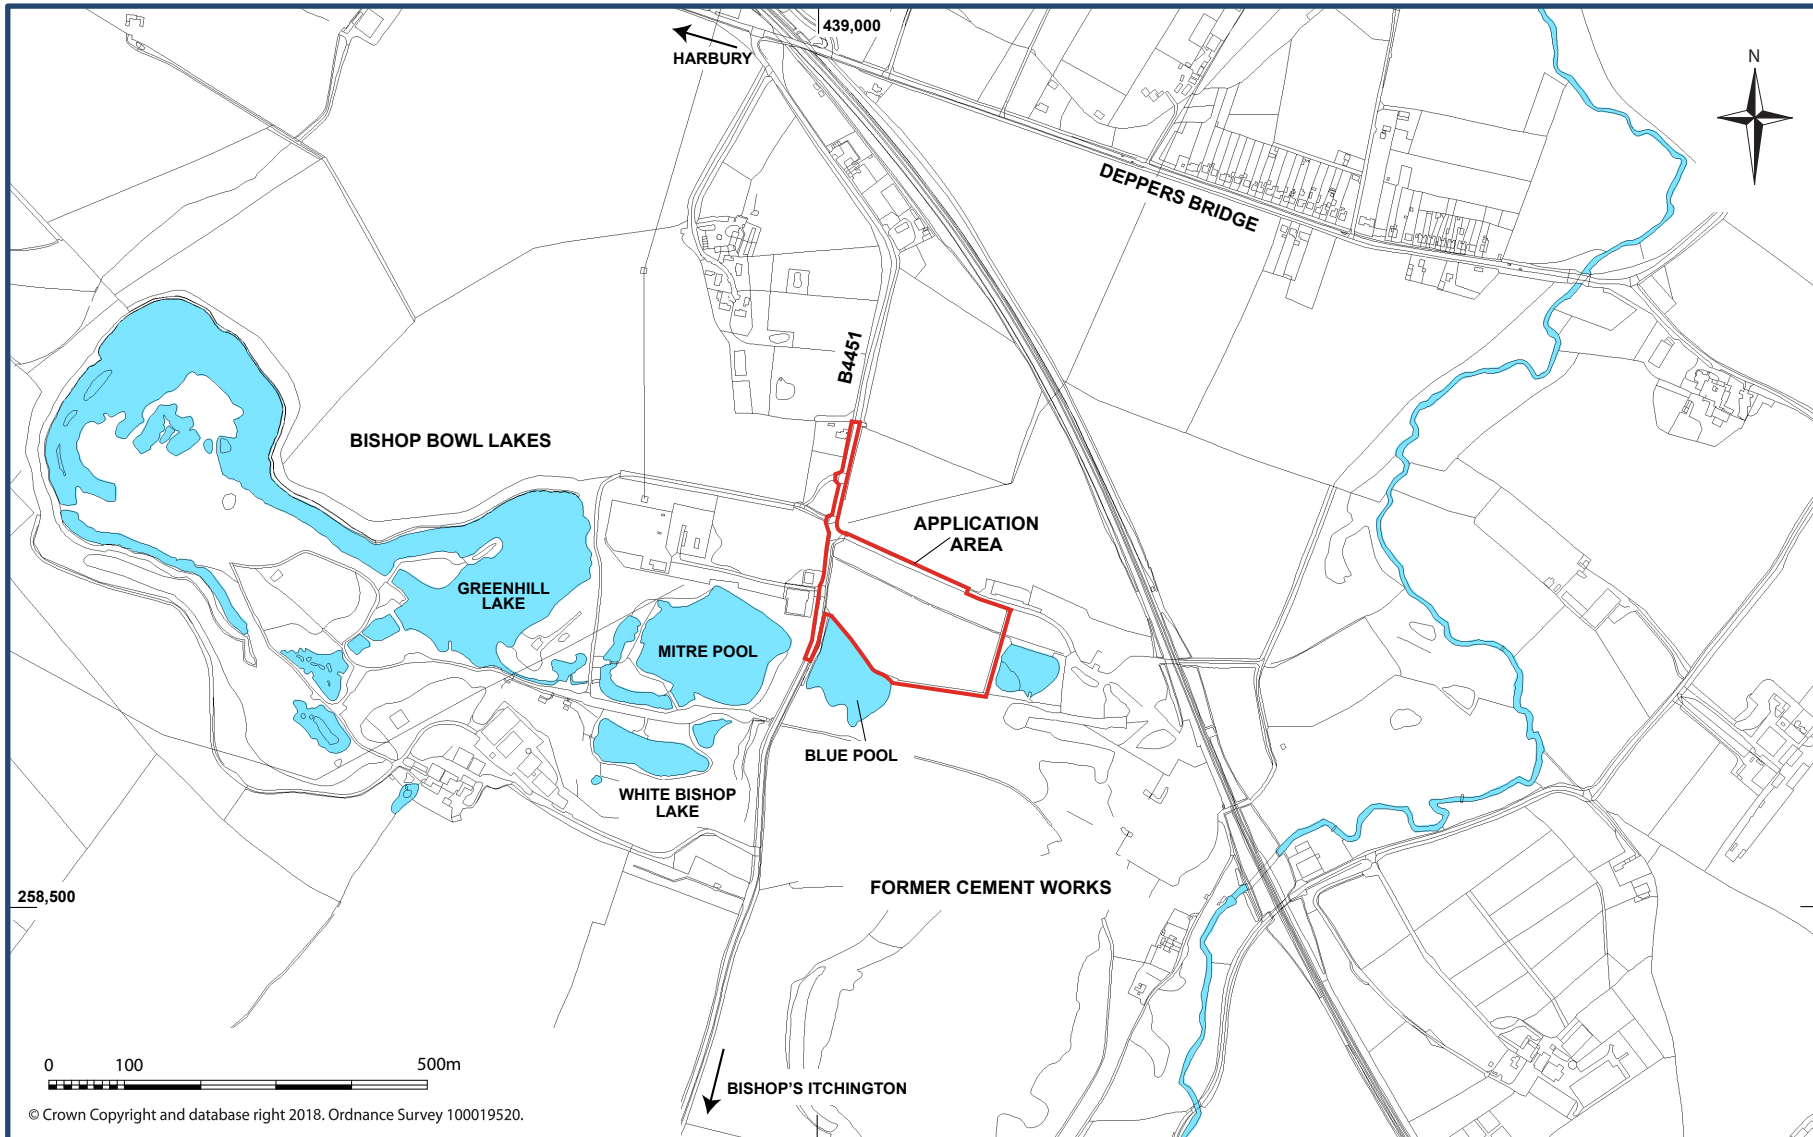 439,000
HARBURY
N
DEPPERS BRIDGE
B4451
BISHOP BOWL LAKES
APPLICATION
AREA
GREENHILL
LAKE
MITRE POOL
BLUE POOL
WHITE BISHOP
LAKE
FORMER CEMENT WORKS
258,500
0 100 500m
BISHOP'S ITCHINGTON
© Crown Copyright and database right 2018. Ordnance Survey 100019520.